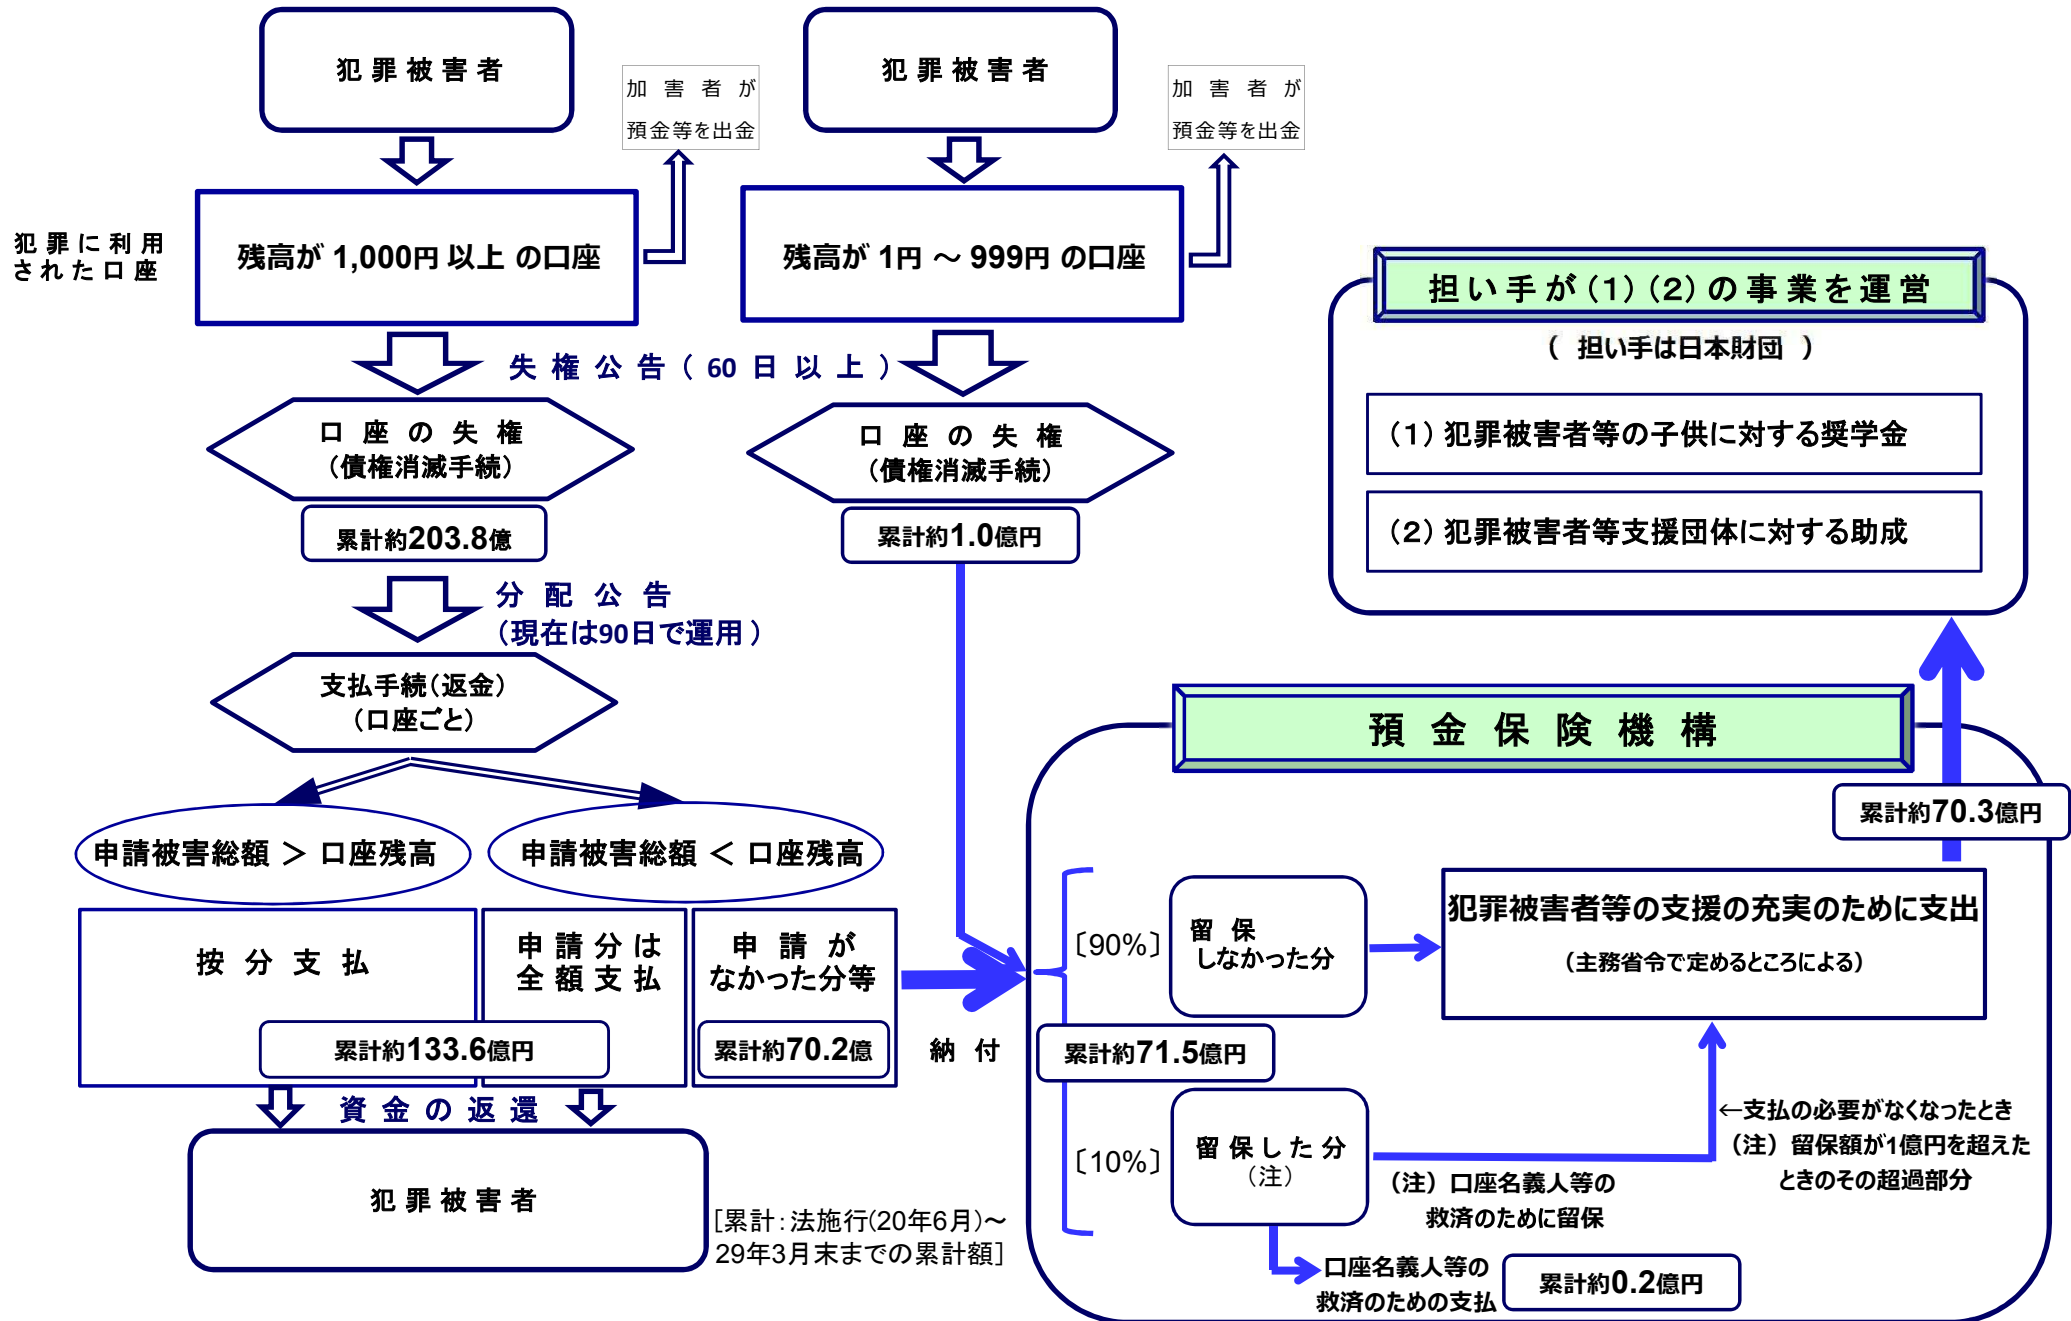 犯罪被害者
加害者が
預金等を出金
犯罪被害者
加害者が
預金等を出金
犯罪に利用
された口座
残高が 1,000円 以上 の口座
残高が 1円 ～ 999円 の口座
失権公告（ 60 日以上）
口座の失権
（債権消滅手続）
累計約203.8億
口座の失権
（債権消滅手続）
累計約1.0億円
分配公告
（現在は90日で運用）
支払手続（返金）
（口座ごと）
申請被害総額 ＞ 口座残高
申請被害総額 ＜ 口座残高
按分支払
申請分は
全額支払
累計約133.6億円
申請が
なかった分等
累計約70.2億
納付
資金の返還
犯罪被害者
［累計：法施行（20年6月）～
29年3月末までの累計額］
担い手が（１）（２）の事業を運営
（ 担い手は日本財団 ）
（１）犯罪被害者等の子供に対する奨学金
（２）犯罪被害者等支援団体に対する助成
預金保険機構
累計約70.3億円
〔90%〕
留保
しなかった分
犯罪被害者等の支援の充実のために支出
（主務省令で定めるところによる）
累計約71.5億円
〔10%〕
留保した分
（注）
←支払の必要がなくなったとき
（注）留保額が1億円を超えた
ときのその超過部分
（注）口座名義人等の
救済のために留保
口座名義人等の
救済のための支払
累計約0.2億円